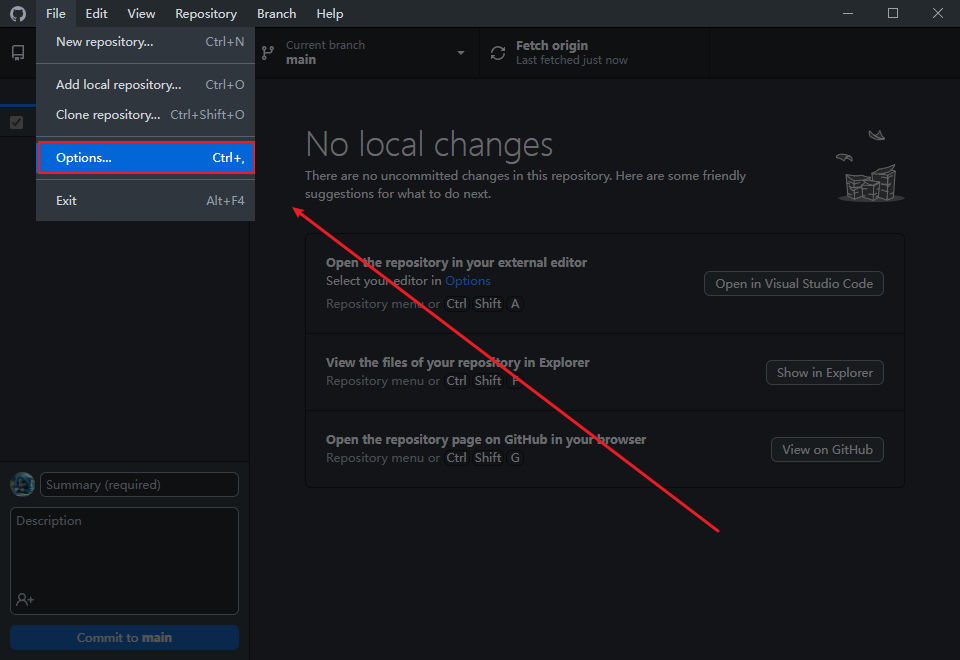 File Edit View Repository Branch Help
New repository... Ctrl+N
Add local repository... Ctrl+O
Clone repository... Ctrl+Shift+O
Options... Ctrl+,
Exit Alt+F4
Current branch
main
Fetch origin
Last fetched just now
No local changes
There are no uncommitted changes in this repository. Here are some friendly
suggestions for what to do next.
Open the repository in your external editor
Select your editor in Options
Repository menu or Ctrl Shift A
Open in Visual Studio Code
View the files of your repository in Explorer
Repository menu or Ctrl Shift F
Show in Explorer
Open the repository page on GitHub in your browser
Repository menu or Ctrl Shift G
View on GitHub
Summary (required)
Description
Commit to main